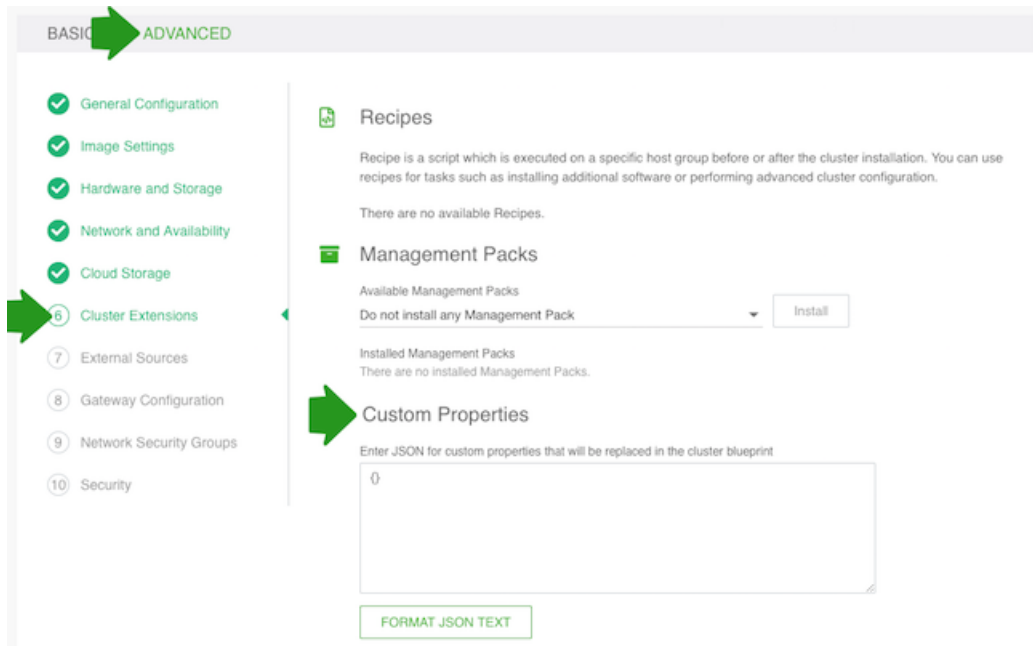 BASIC ADVANCED
General Configuration
Image Settings
Hardware and Storage
Network and Availability
Cloud Storage
6 Cluster Extensions
7 External Sources
8 Gateway Configuration
9 Network Security Groups
10 Security
Recipes
Recipe is a script which is executed on a specific host group before or after the cluster installation. You can use
recipes for tasks such as installing additional software or performing advanced cluster configuration.
There are no available Recipes.
Management Packs
Available Management Packs
Do not install any Management Pack
Install
Installed Management Packs
There are no installed Management Packs.
Custom Properties
Enter JSON for custom properties that will be replaced in the cluster blueprint
{}
FORMAT JSON TEXT